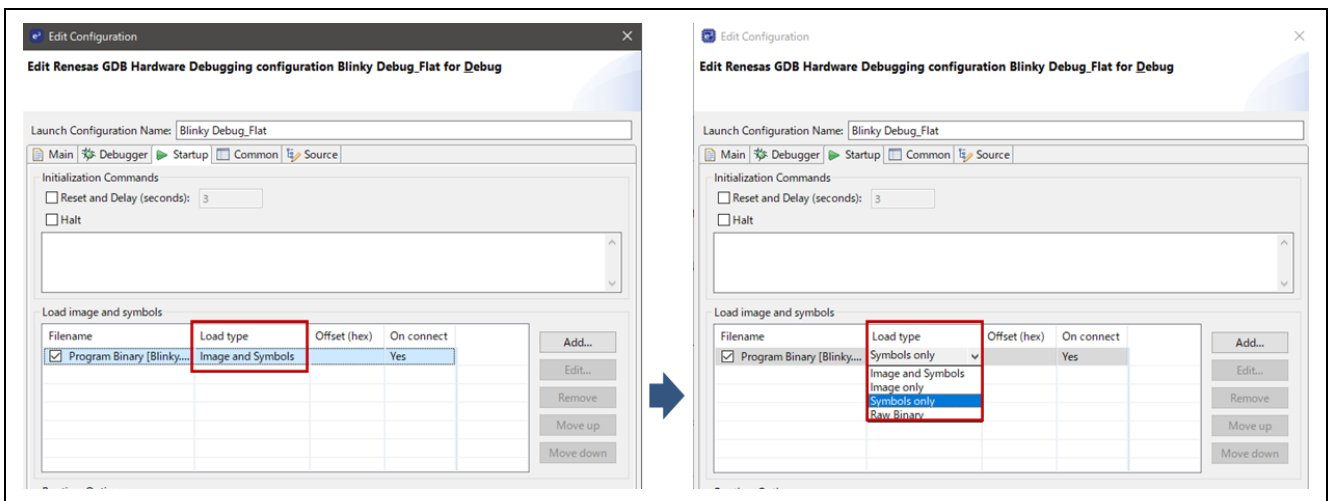 Edit Configuration
Edit Renesas GDB Hardware Debugging configuration Blinky Debug_Flat for Debug
Launch Configuration Name: Blinky Debug_Flat
Main Debugger Startup Common Source
Initialization Commands
Reset and Delay (seconds): 3
Halt
Load image and symbols
Filename Load type Offset (hex) On connect
Program Binary [Blinky.... Image and Symbols Yes
Add...
Edit...
Remove
Move up
Move down
Edit Configuration
Edit Renesas GDB Hardware Debugging configuration Blinky Debug_Flat for Debug
Launch Configuration Name: Blinky Debug_Flat
Main Debugger Startup Common Source
Initialization Commands
Reset and Delay (seconds): 3
Halt
Load image and symbols
Filename Load type Offset (hex) On connect
Program Binary [Blinky.... Symbols only Yes
Image and Symbols
Image only
Symbols only
Raw Binary
Add...
Edit...
Remove
Move up
Move down